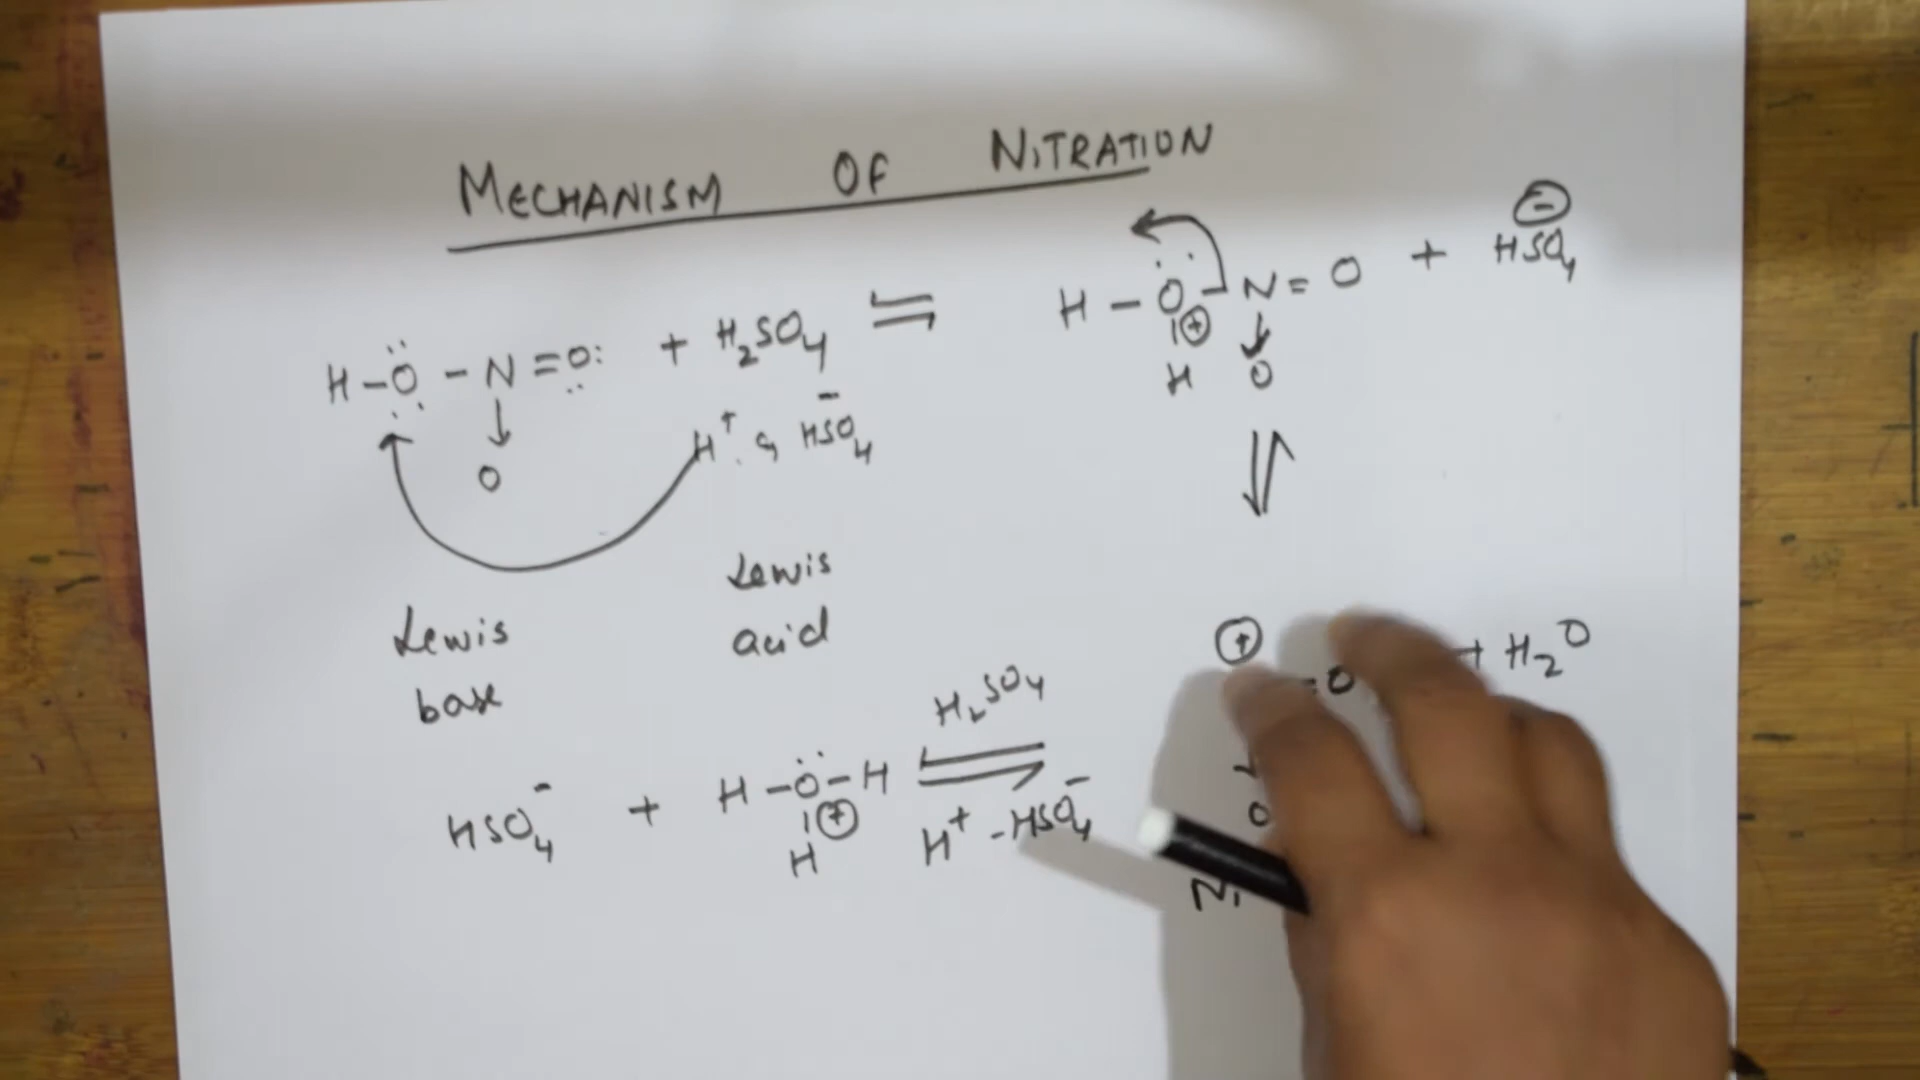 MECHANISM OF NITRATION
H-Ö-N=O: + H₂SO₄ ⇌ H-Ö-N=O + HSO₄⊖
↓ H⁺ & HSO₄⁻ |⊕ ↓
O H O
⇌
Lewis base
Lewis acid
⊕
=O + H₂O
O
HSO₄⁻ + H-Ö-H ⇌ H₂SO₄
|⊕ H⁺ -HSO₄⁻
H